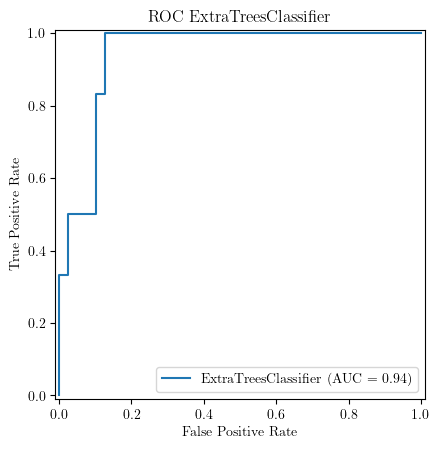 ROC ExtraTreesClassifier
1.0
0.8
0.6
0.4
0.2
0.0
True Positive Rate
ExtraTreesClassifier (AUC = 0.94)
0.0 0.2 0.4 0.6 0.8 1.0
False Positive Rate